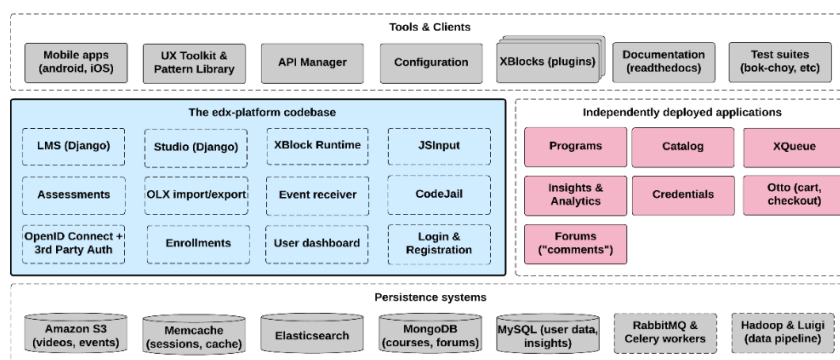 Tools & Clients
Mobile apps
(android, iOS)
UX Toolkit &
Pattern Library
API Manager
Configuration
XBlocks (plugins)
Documentation
(readthedocs)
Test suites
(bok-choy, etc)
The edx-platform codebase
LMS (Django)
Studio (Django)
XBlock Runtime
JSInput
Assessments
OLX import/export
Event receiver
CodeJail
OpenID Connect +
3rd Party Auth
Enrollments
User dashboard
Login &
Registration
Independently deployed applications
Programs
Catalog
XQueue
Insights &
Analytics
Credentials
Otto (cart,
checkout)
Forums
("comments")
Persistence systems
Amazon S3
(videos, events)
Memcache
(sessions, cache)
Elasticsearch
MongoDB
(courses, forums)
MySQL (user data,
insights)
RabbitMQ &
Celery workers
Hadoop & Luigi
(data pipeline)